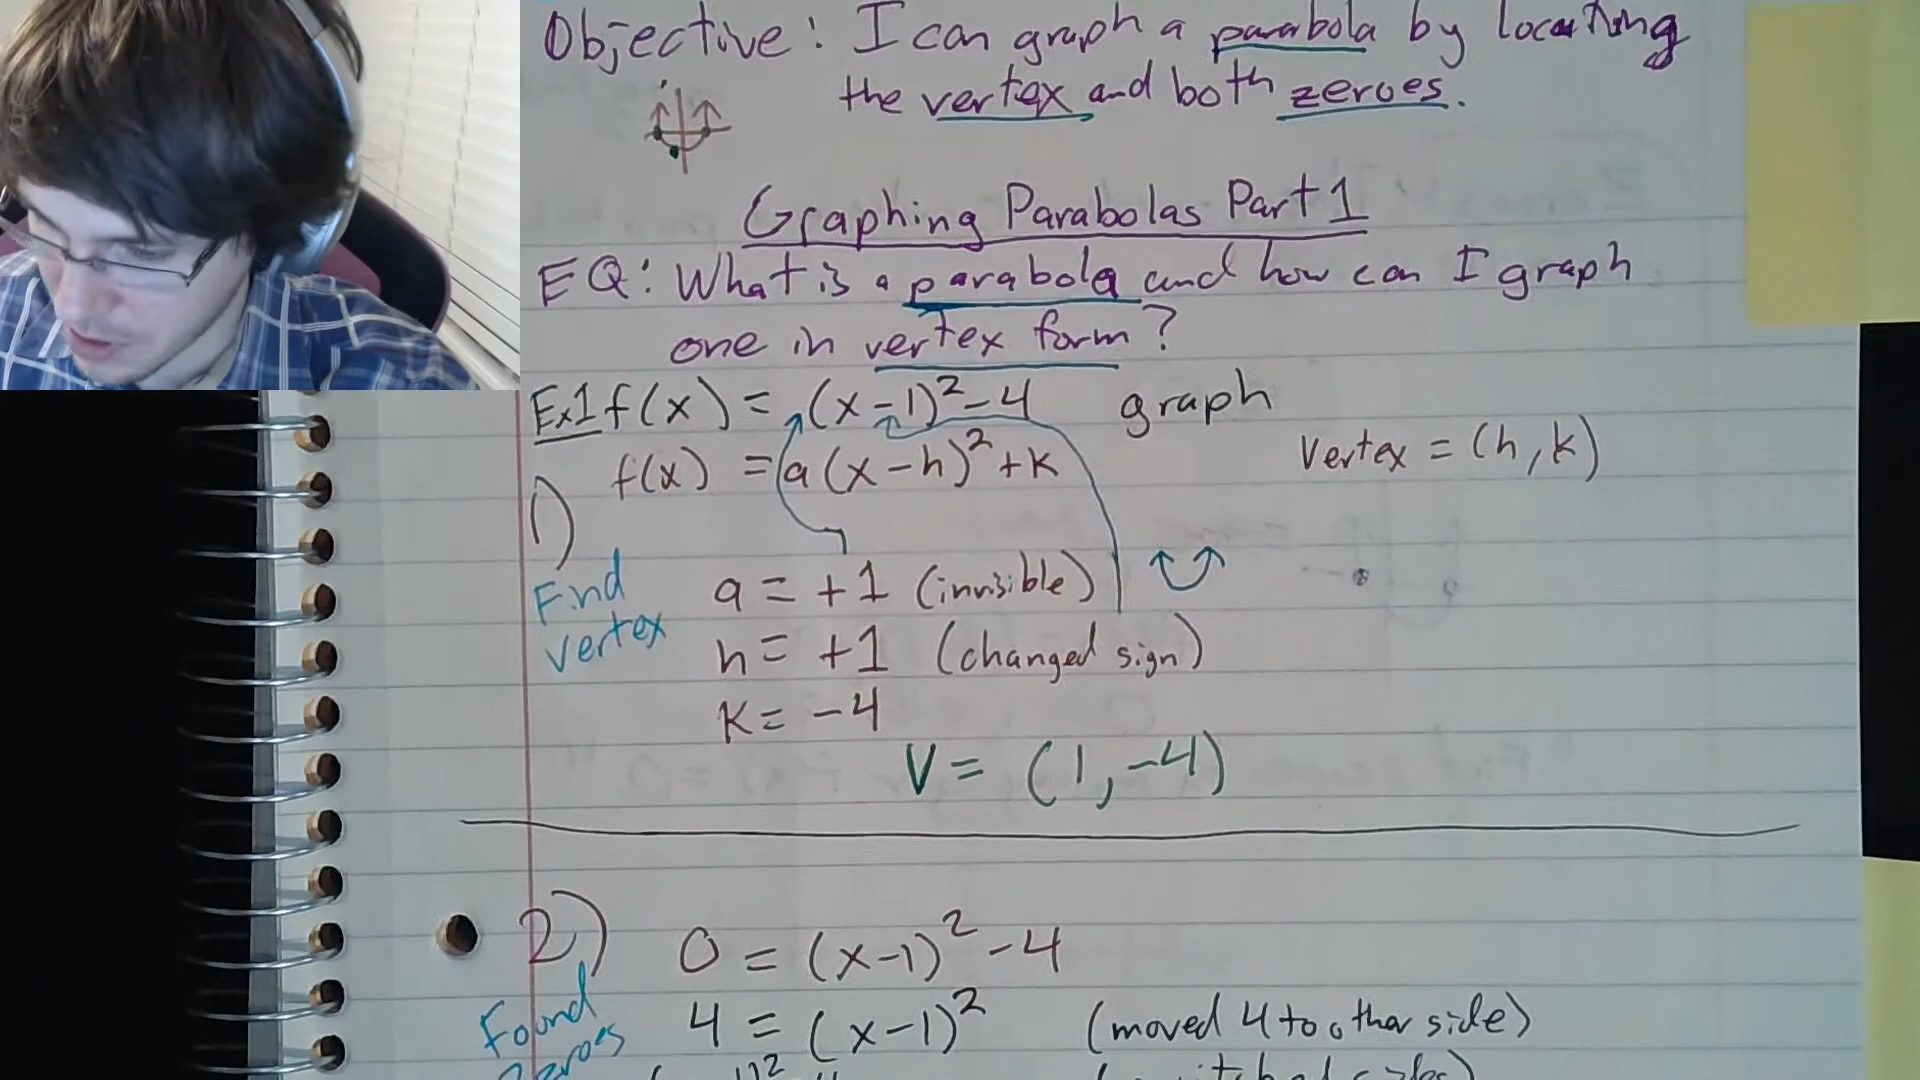 Objective: I can graph a parabola by locating
the vertex and both zeroes.
Graphing Parabolas Part 1
EQ: What is a parabola and how can I graph
one in vertex form?
Ex1 f(x) = (x-1)²-4 graph
f(x) = a(x-h)²+k
Vertex = (h,k)
1)
Find
vertex
a = +1 (invisible)
h = +1 (changed sign)
k = -4
V = (1,-4)
2) 0 = (x-1)²-4
Found
zeroes
4 = (x-1)² (moved 4 to other side)